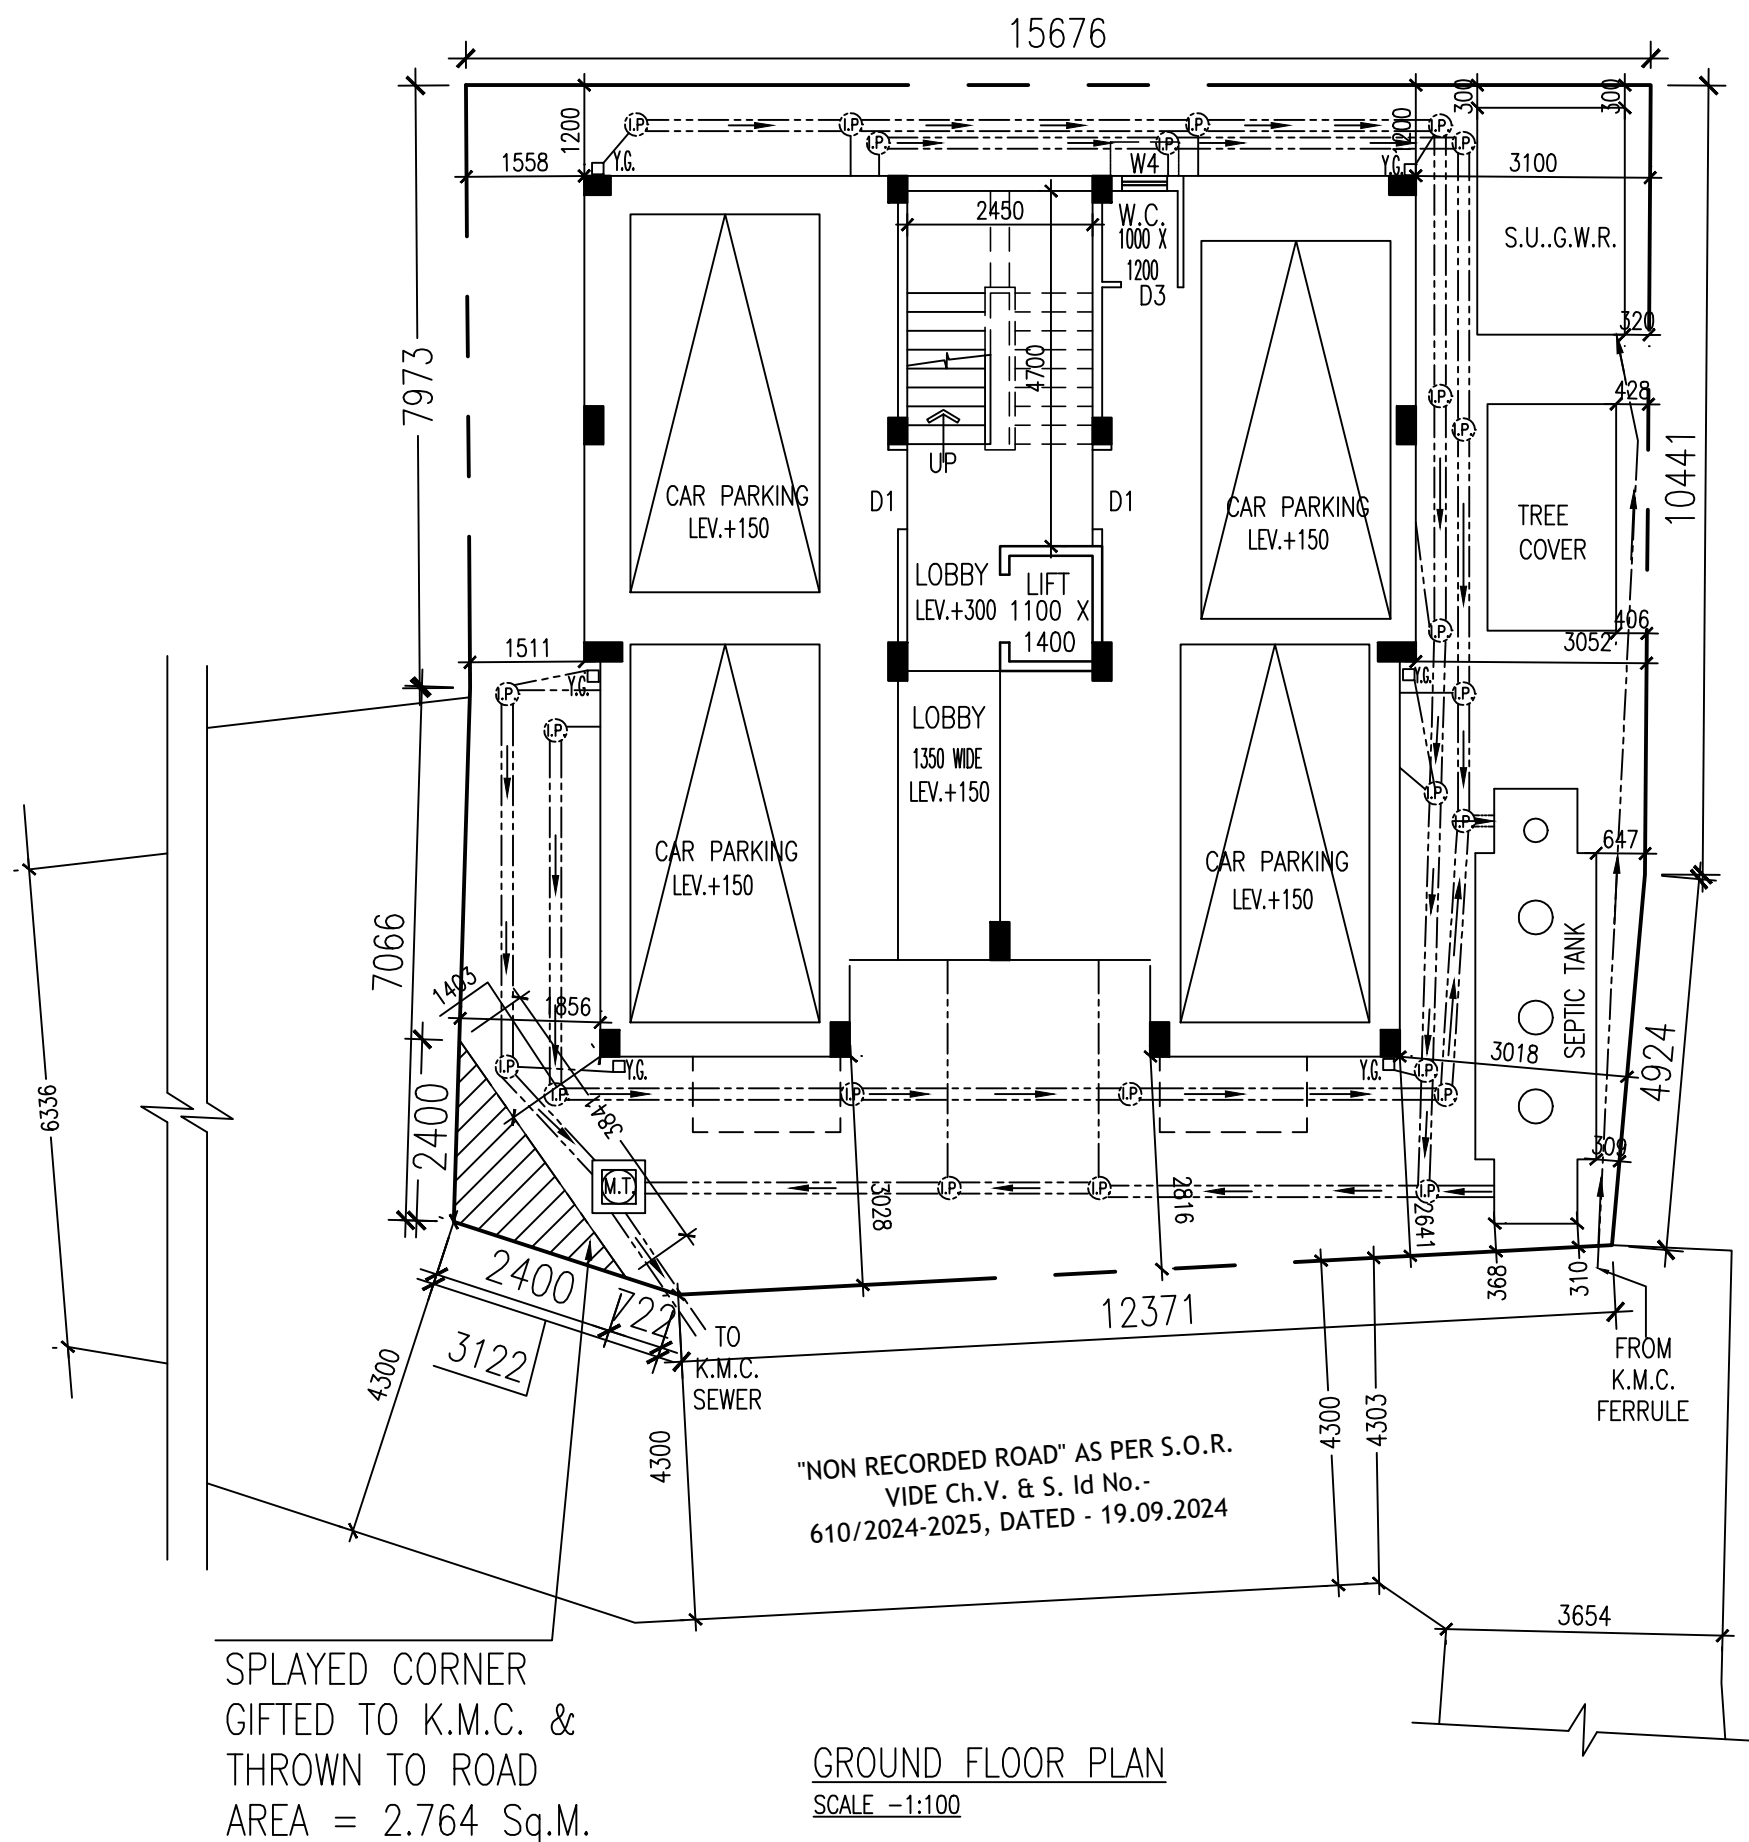 15676
1200
1200
300
300
I.P.
I.P.
I.P.
I.P.
I.P.
I.P.
I.P.
1558
Y.G.
W4
Y.G.
3100
2450
W.C.
1000 X
1200
D3
S.U..G.W.R.
320
7973
4700
428
I.P.
I.P.
10441
UP
CAR PARKING
LEV.+150
D1
D1
CAR PARKING
LEV.+150
TREE
COVER
LOBBY
LEV.+300
LIFT
1100 X
1400
I.P.
406
3052
1511
Y.G.
Y.G.
I.P.
I.P.
I.P.
LOBBY
1350 WIDE
LEV.+150
I.P.
I.P.
647
CAR PARKING
LEV.+150
CAR PARKING
LEV.+150
7066
SEPTIC TANK
1403
1856
3018
4924
6336
2400
I.P.
Y.G.
Y.G.
I.P.
I.P.
I.P.
I.P.
I.P.
3841
309
M.T.
I.P.
I.P.
I.P.
3028
2816
2641
2400
722
368
310
12371
3122
4300
TO
K.M.C.
SEWER
FROM
K.M.C.
FERRULE
4300
4300
4303
"NON RECORDED ROAD" AS PER S.O.R.
VIDE Ch.V. & S. Id No.-
610/2024-2025, DATED - 19.09.2024
3654
SPLAYED CORNER
GIFTED TO K.M.C. &
THROWN TO ROAD
AREA = 2.764 Sq.M.
GROUND FLOOR PLAN
SCALE -1:100